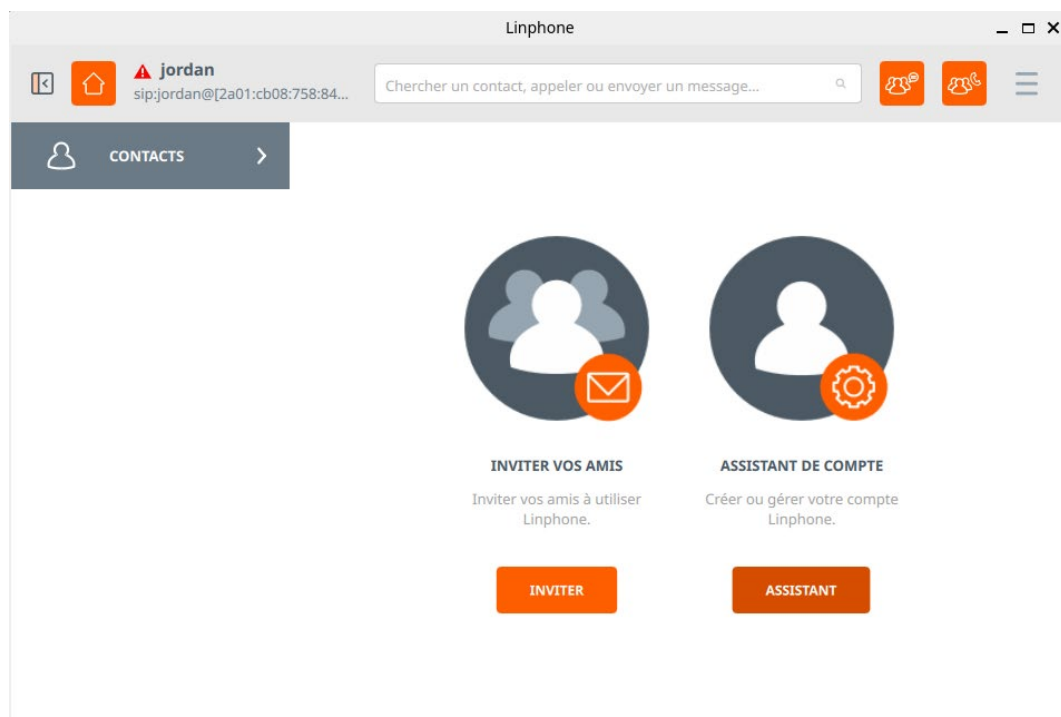 Linphone
jordan
sip:jordan@[2a01:cb08:758:84...
Chercher un contact, appeler ou envoyer un message...
CONTACTS
INVITER VOS AMIS
Inviter vos amis à utiliser
Linphone.
INVITER
ASSISTANT DE COMPTE
Créer ou gérer votre compte
Linphone.
ASSISTANT